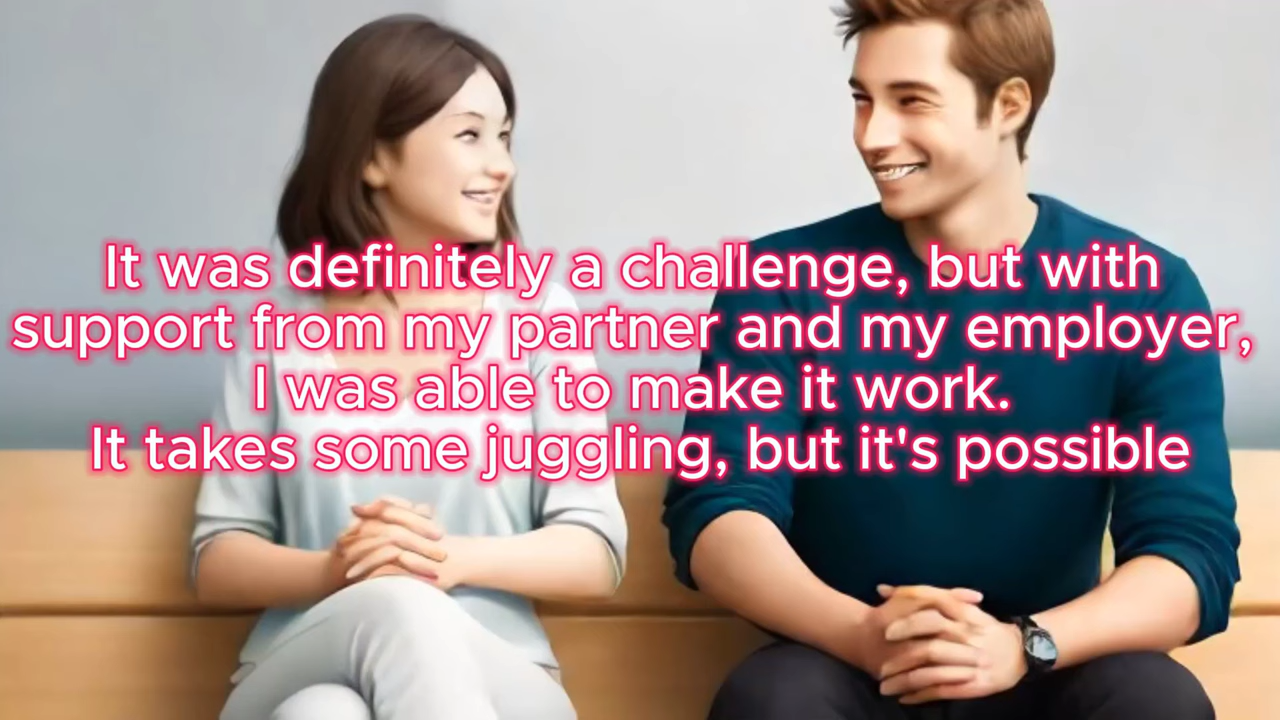 It was definitely a challenge, but with
support from my partner and my employer,
I was able to make it work.
It takes some juggling, but it's possible